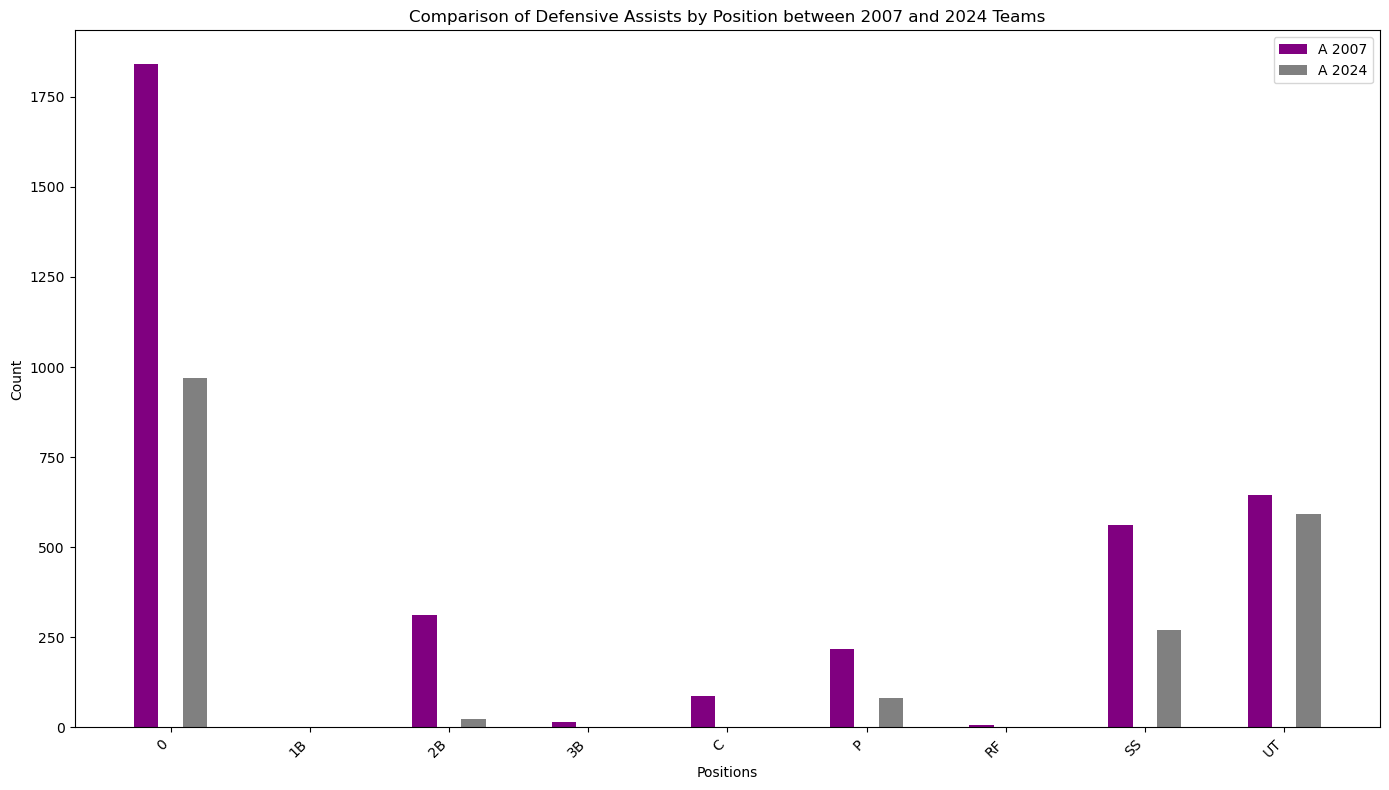 Comparison of Defensive Assists by Position between 2007 and 2024 Teams
A 2007
A 2024
Count
1750
1500
1250
1000
750
500
250
0
0
1B
2B
3B
C
P
RF
SS
UT
Positions